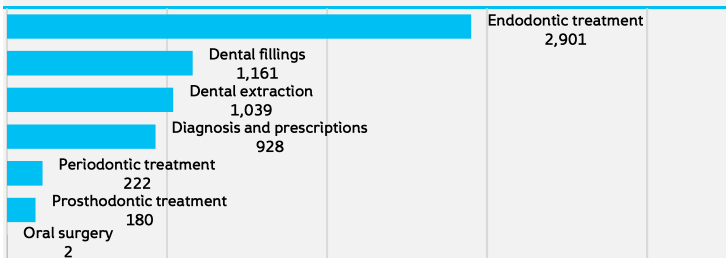 Endodontic treatment
2,901
Dental fillings
1,161
Dental extraction
1,039
Diagnosis and prescriptions
928
Periodontic treatment
222
Prosthodontic treatment
180
Oral surgery
2